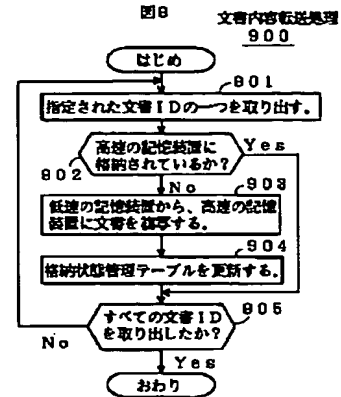 図9
文書内容転送処理
900
はじめ
901
指定された文書IDの一つを取り出す。
高速の記憶装置に
格納されているか?
Yes
902
No
903
低速の記憶装置から、高速の記憶
装置に文書を複写する。
904
格納状態管理テーブルを更新する。
すべての文書ID
を取り出したか?
905
No
Yes
おわり